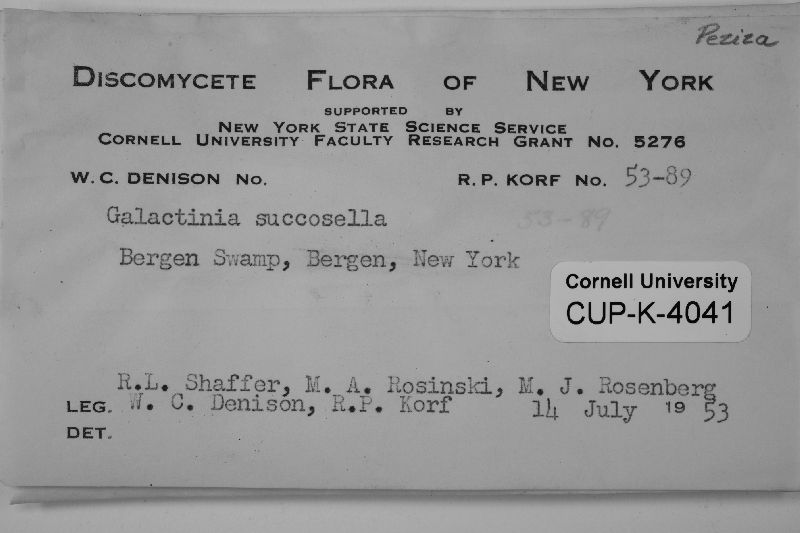 Peziza
DISCOMYCETE FLORA OF NEW YORK
SUPPORTED BY
NEW YORK STATE SCIENCE SERVICE
CORNELL UNIVERSITY FACULTY RESEARCH GRANT NO. 5276
W. C. DENISON NO. R. P. KORF NO. 53-89
Galactinia succosella 53-89
Bergen Swamp, Bergen, New York
Cornell University
CUP-K-4041
R.L. Shaffer, M. A. Rosinski, M. J. Rosenberg
LEG. W. C. Denison, R.P. Korf 14 July 19 53
DET.